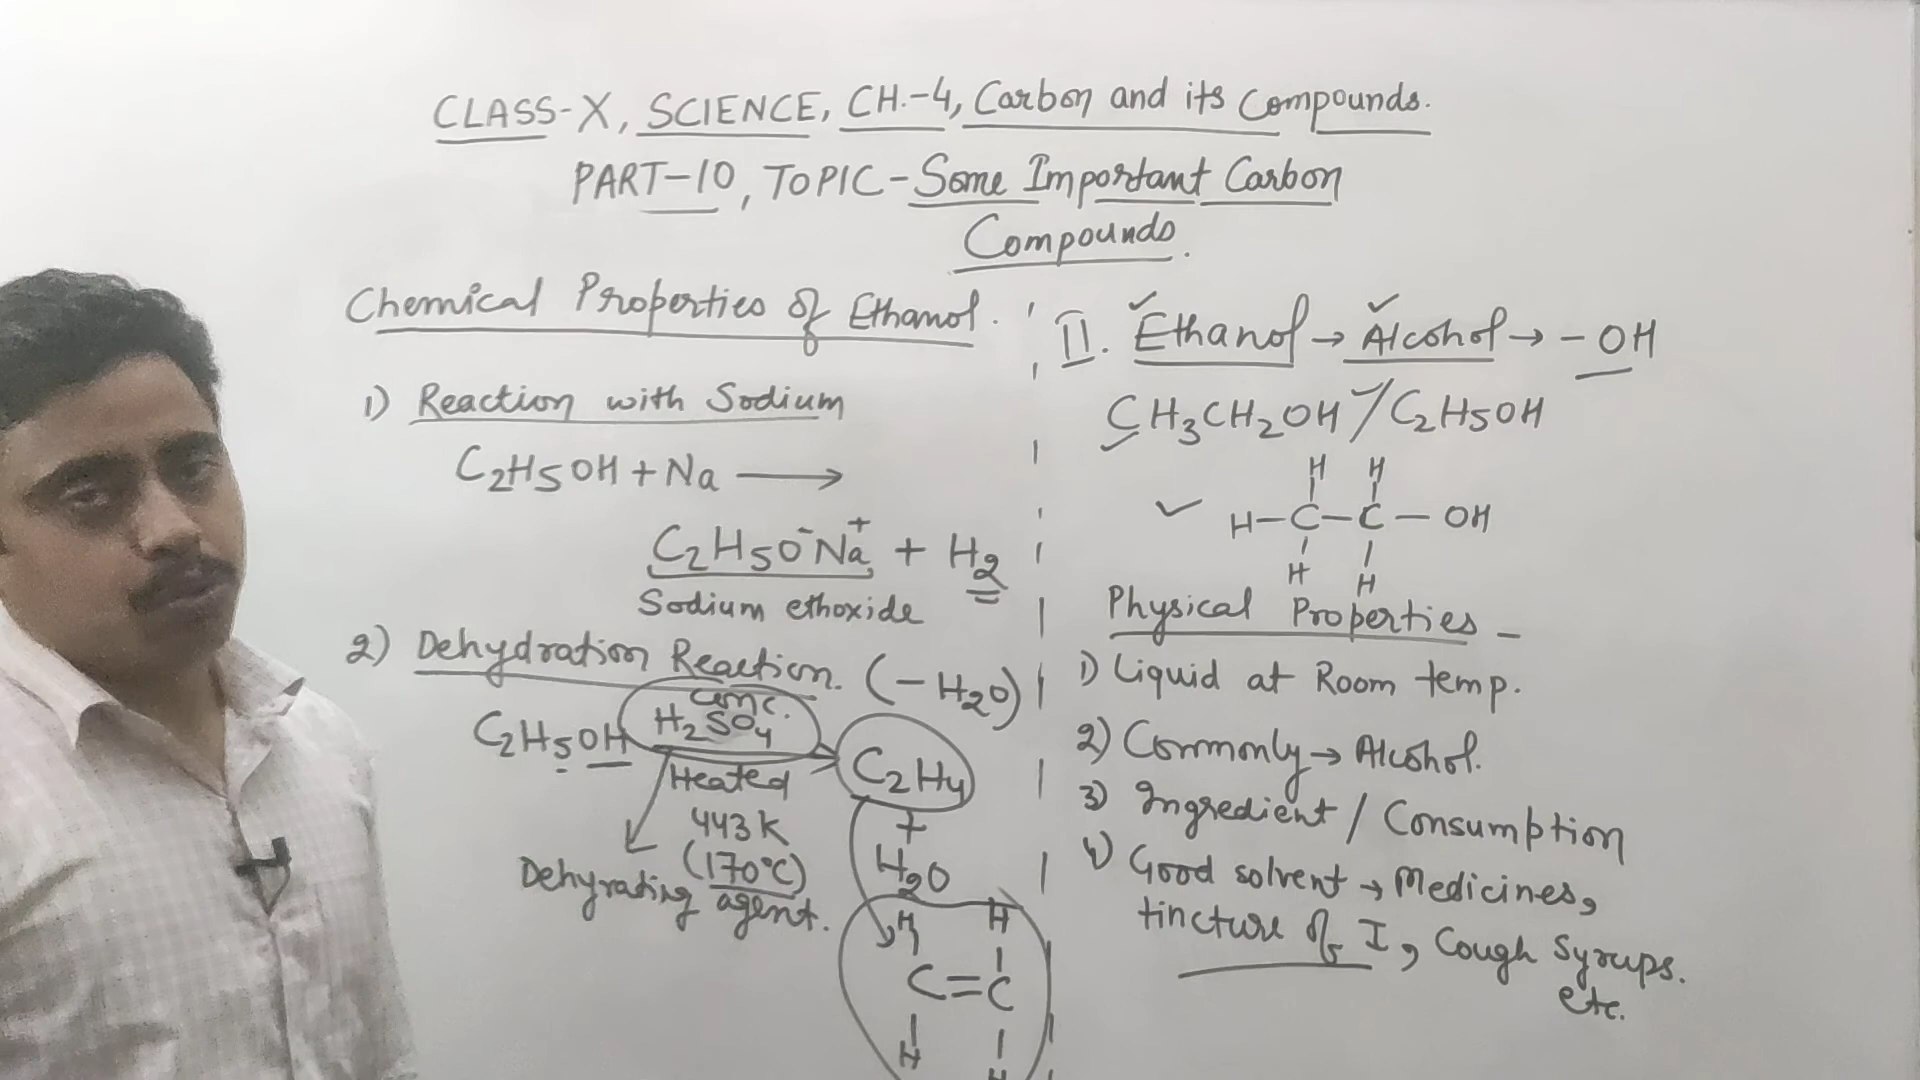 CLASS-X, SCIENCE, CH.-4, Carbon and its Compounds.
PART-10, TOPIC-Some Important Carbon
Compounds.
Chemical Properties of Ethanol.
1) Reaction with Sodium
C2H5OH + Na ⟶
C2H5O⁻Na⁺ + H2
Sodium ethoxide
2) Dehydration Reaction. (-H2O)
conc.
C2H5OH H2SO4 → C2H4
Heated
443K
(170°C)
+
H2O
Dehyrating agent.
H H
C=C
H H
II. Ethanol → Alcohol → -OH
CH3CH2OH / C2H5OH
H H
H-C-C-OH
H H
Physical Properties -
1) Liquid at Room temp.
2) Commonly → Alcohol.
3) Ingredient / Consumption
4) Good solvent → Medicines,
tincture of I, Cough Syrups.
etc.